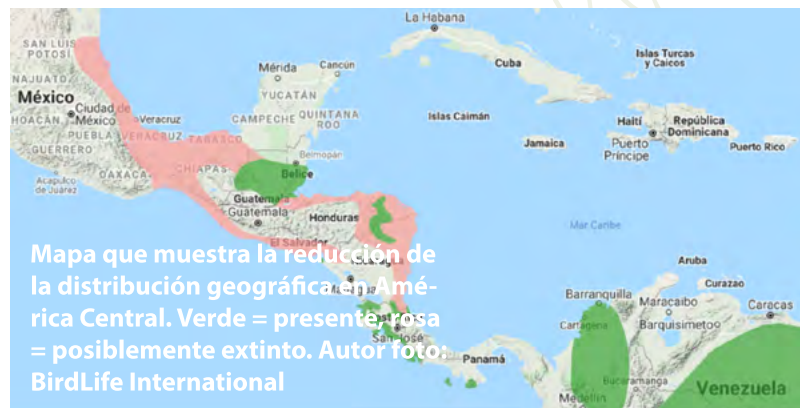 La Habana
SAN LUIS
POTOSÍ
Cuba
Islas Turcas
y Caicos
Mérida
Cancún
YUCATÁN
México
Ciudad de
México
Veracruz
CAMPECHE
QUINTANA
ROO
Islas Caimán
Haití
República
Dominicana
PUEBLA
VERACRUZ
TABASCO
Jamaica
Puerto
Príncipe
Puerto Rico
GUERRERO
OAXACA
CHIAPAS
Belmopán
Belice
Acapulco
de Juárez
Guatemala
Guatemala
Honduras
Mar Caribe
El Salvador
Mapa que muestra la reducción de
la distribución geográfica en Amé-
rica Central. Verde = presente, rosa
= posiblemente extinto. Autor foto:
BirdLife International
San José
Panamá
Aruba
Curazao
Barranquilla
Maracaibo
Caracas
Cartagena
Barquisimeto
Bucaramanga
Medellín
Venezuela